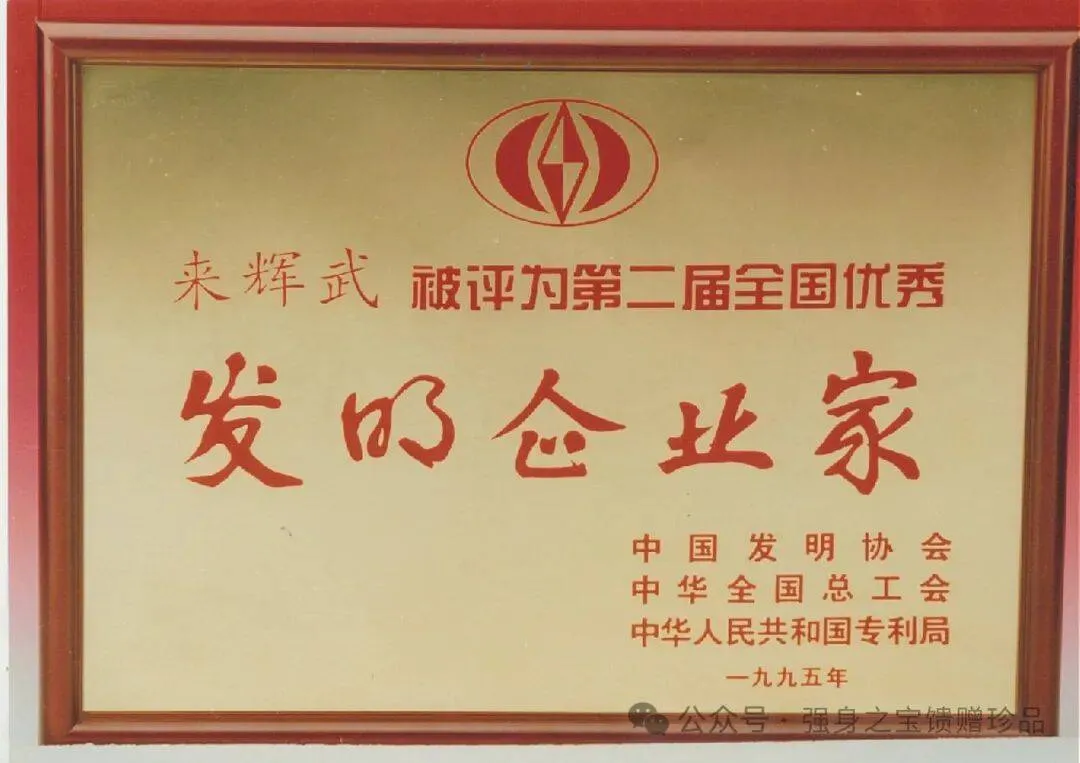 来辉武 被评为第二届全国优秀
发明企业家
中国发明协会
中华全国总工会
中华人民共和国专利局
一九九五年
公众号·强身之宝馈赠珍品